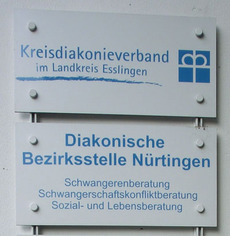 Kreisdiakonieverband
im Landkreis Esslingen
Diakonische
Bezirksstelle Nürtingen
Schwangerenberatung
Schwangerschaftskonfliktberatung
Sozial- und Lebensberatung